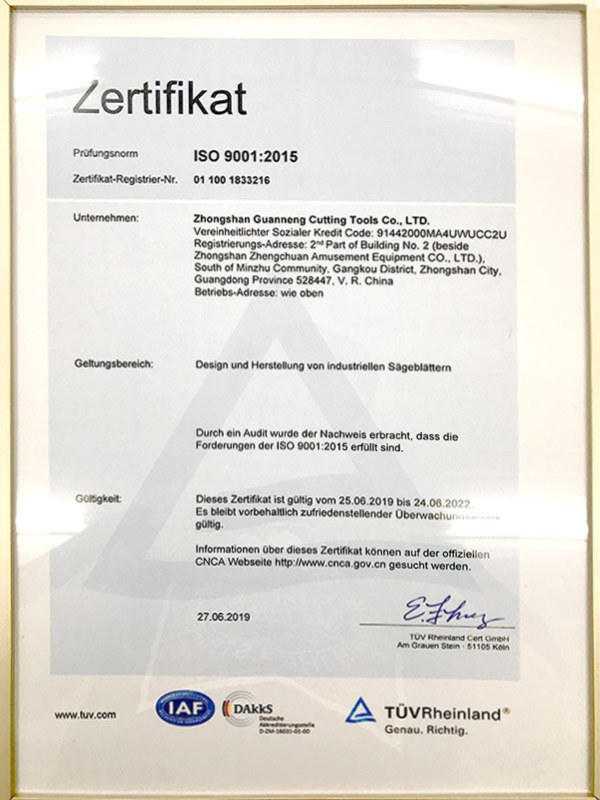 Zertifikat
Prüfungsnorm ISO 9001:2015
Zertifikat-Registrier-Nr. 01 100 1833216
Unternehmen: Zhongshan Guanneng Cutting Tools Co., LTD.
Vereinheitlichter Sozialer Kredit Code: 91442000MA4UWUCC2U
Registrierungs-Adresse: 2nd Part of Building No. 2 (beside
Zhongshan Zhengchuan Amusement Equipment CO., LTD.),
South of Minzhu Community, Gangkou District, Zhongshan City,
Guangdong Province 528447, V. R. China
Betriebs-Adresse: wie oben
Geltungsbereich: Design und Herstellung von industriellen Sägeblättern
Durch ein Audit wurde der Nachweis erbracht, dass die
Forderungen der ISO 9001:2015 erfüllt sind.
Gültigkeit: Dieses Zertifikat ist gültig vom 25.06.2019 bis 24.06.2022.
Es bleibt vorbehaltlich zufriedenstellender
gültig.
Informationen über dieses Zertifikat können auf der offiziellen
CNCA Webseite http://www.cnca.gov.cn gesucht werden.
27.06.2019
TÜV Rheinland Cert GmbH
Am Grauen Stein · 51105 Köln
www.tuv.com
IAF
DAkkS
Deutsche
Akkreditierungsstelle
D-ZM-16031-01-00
TÜVRheinland®
Genau. Richtig.